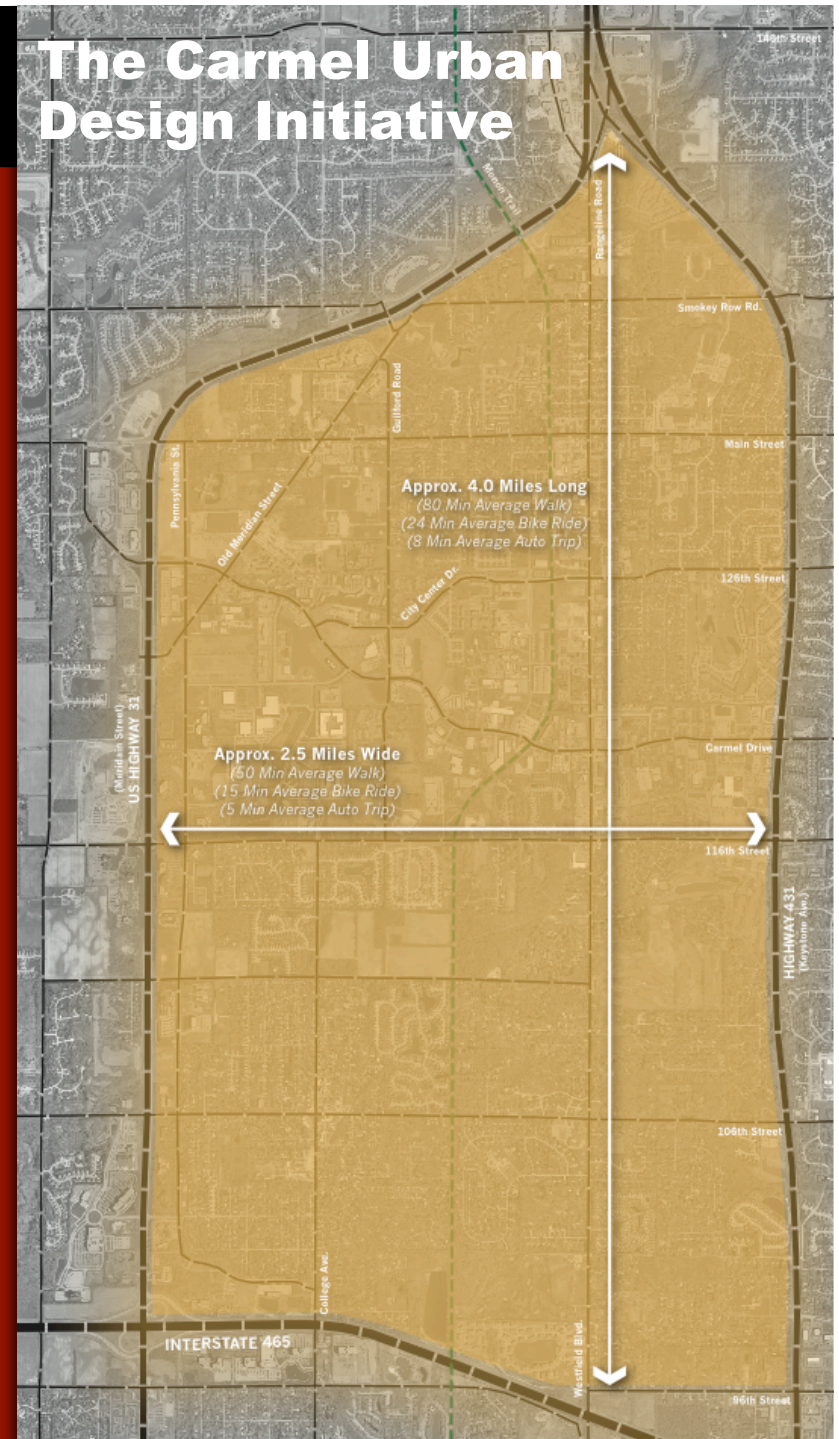 The Carmel Urban
Design Initiative
146th Street
Monon Trail
Rangeline Road
Smokey Row Rd.
Guilford Road
Main Street
Pennsylvania St.
Old Meridian Street
Approx. 4.0 Miles Long
(80 Min Average Walk)
(24 Min Average Bike Ride)
(8 Min Average Auto Trip)
126th Street
City Center Dr.
(Meridain Street)
US HIGHWAY 31
Carmel Drive
Approx. 2.5 Miles Wide
(50 Min Average Walk)
(15 Min Average Bike Ride)
(5 Min Average Auto Trip)
116th Street
HIGHWAY 431
(Keystone Ave.)
106th Street
College Ave.
INTERSTATE 465
Westfield Blvd.
96th Street